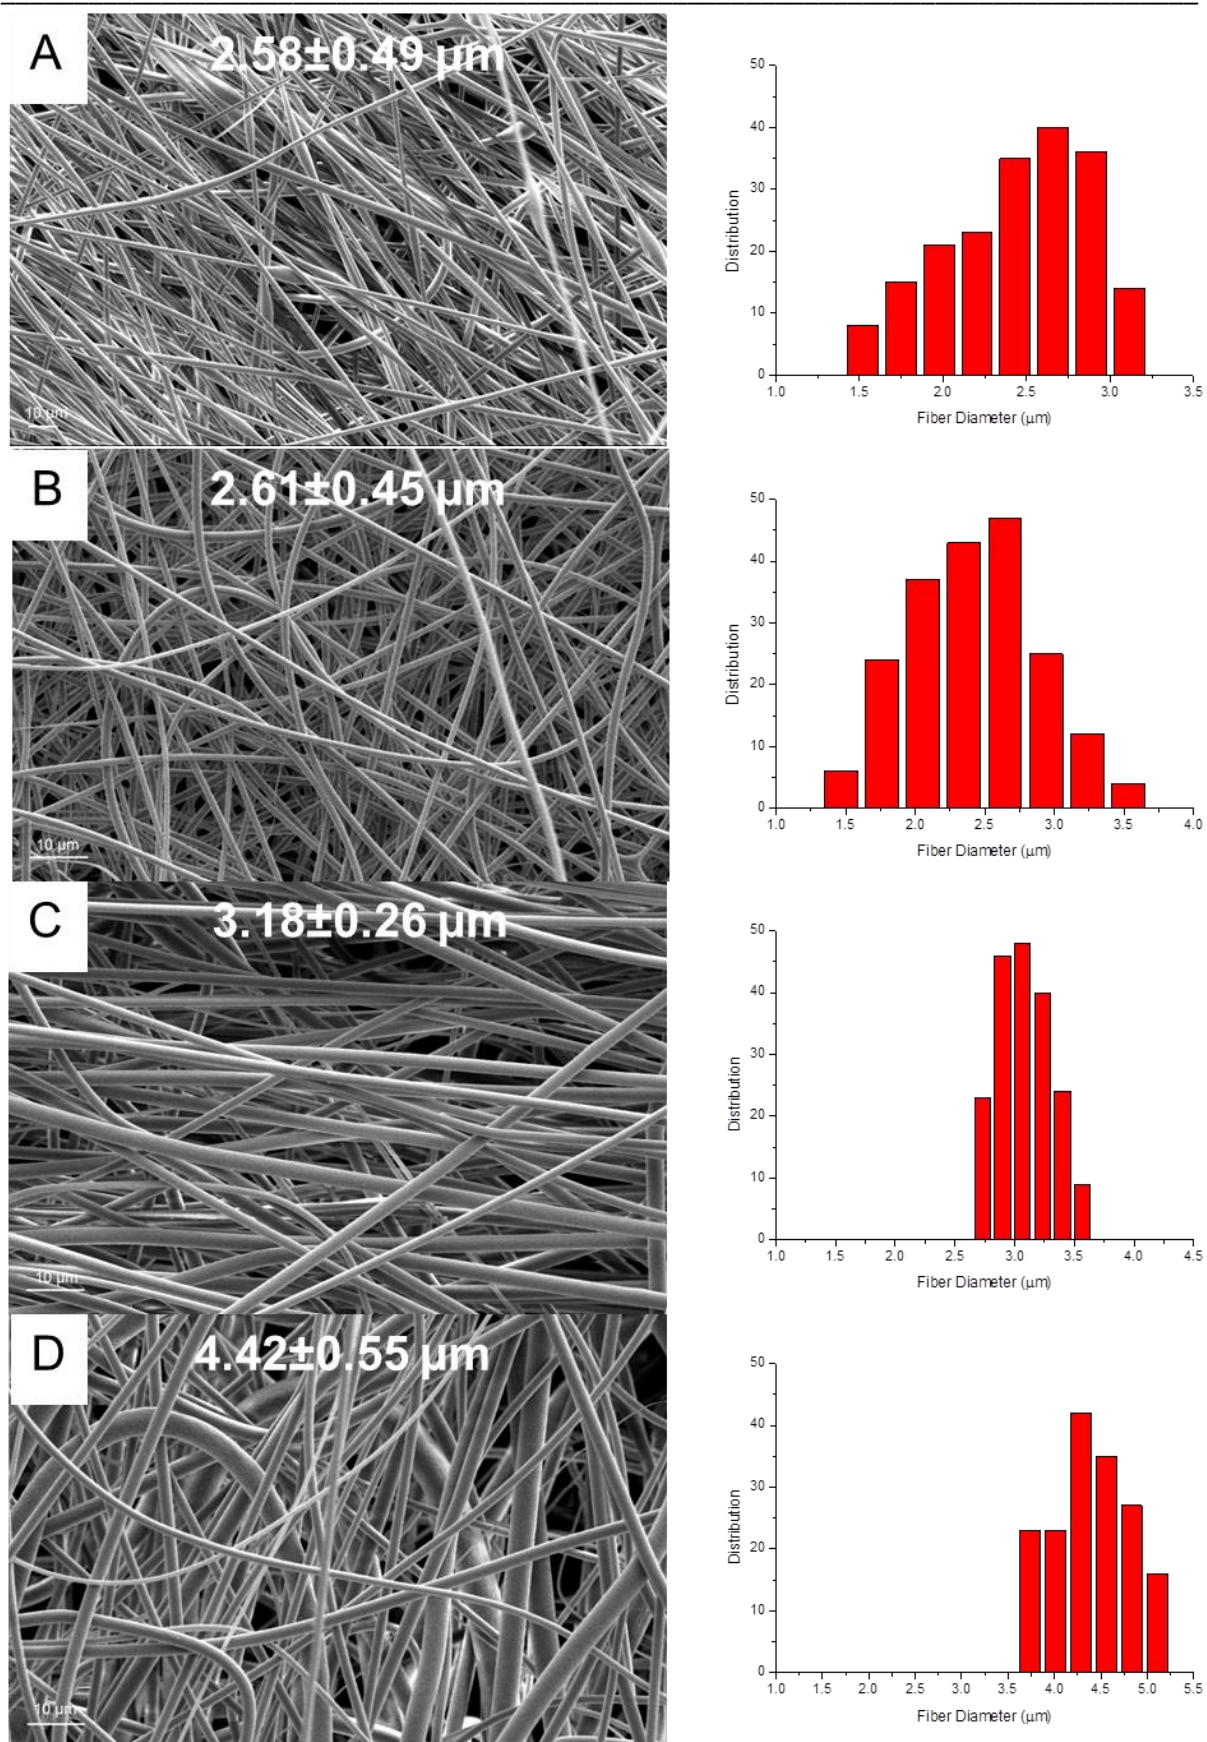 A
2.58±0.49 µm
10 µm
50
40
30
20
10
0
Distribution
1.0 1.5 2.0 2.5 3.0 3.5
Fiber Diameter (µm)
B
2.61±0.45 µm
10 µm
50
40
30
20
10
0
Distribution
1.0 1.5 2.0 2.5 3.0 3.5 4.0
Fiber Diameter (µm)
C
3.18±0.26 µm
10 µm
50
40
30
20
10
0
Distribution
1.0 1.5 2.0 2.5 3.0 3.5 4.0 4.5
Fiber Diameter (µm)
D
4.42±0.55 µm
10 µm
50
40
30
20
10
0
Distribution
1.0 1.5 2.0 2.5 3.0 3.5 4.0 4.5 5.0 5.5
Fiber Diameter (µm)